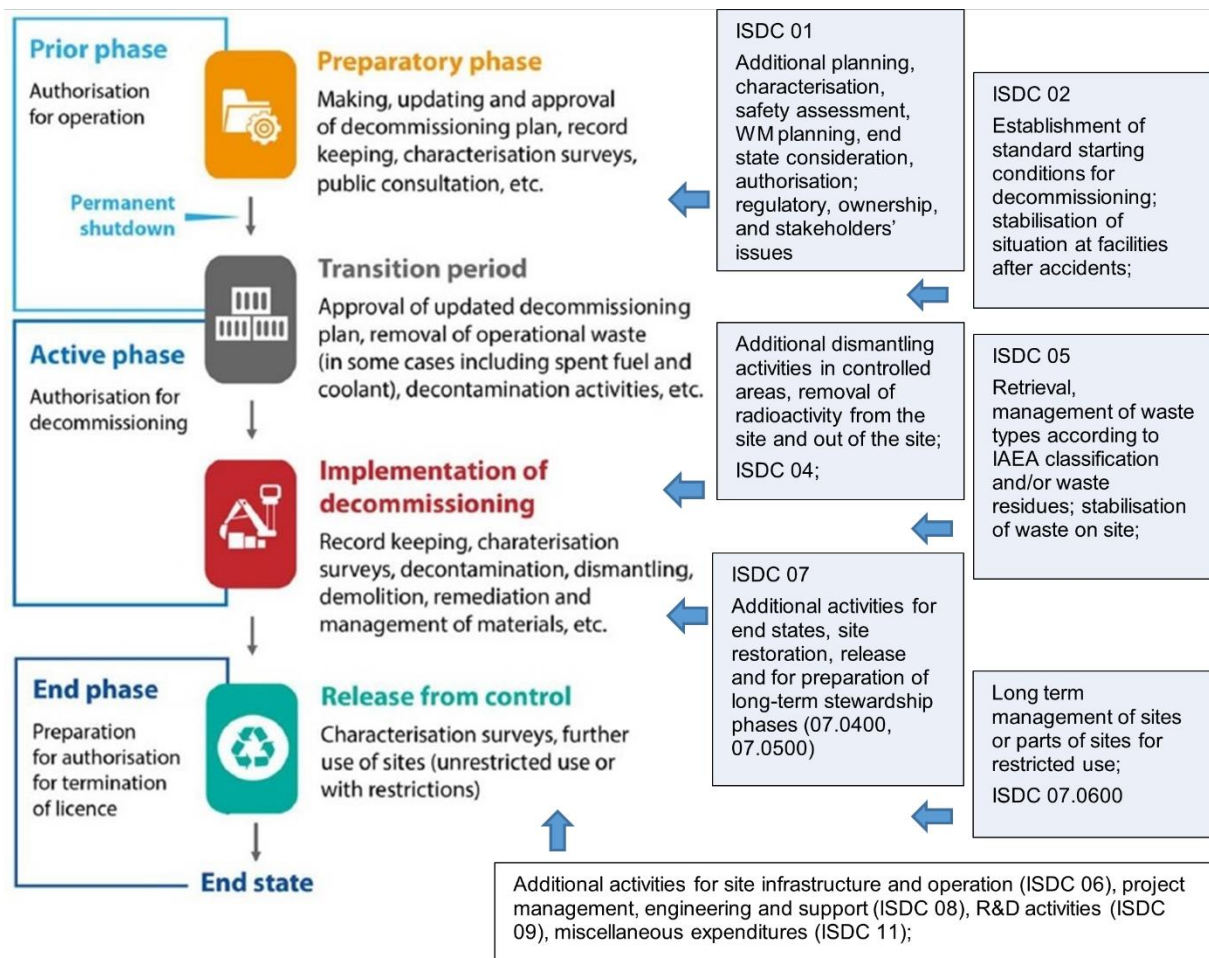 Prior phase
Authorisation
for operation
Permanent
shutdown
Preparatory phase
Making, updating and approval
of decommissioning plan, record
keeping, characterisation surveys,
public consultation, etc.
Transition period
Approval of updated decommissioning
plan, removal of operational waste
(in some cases including spent fuel and
coolant), decontamination activities, etc.
Active phase
Authorisation for
decommissioning
Implementation of
decommissioning
Record keeping, charaterisation
surveys, decontamination, dismantling,
demolition, remediation and
management of materials, etc.
End phase
Preparation
for authorisation
for termination
of licence
Release from control
Characterisation surveys, further
use of sites (unrestricted use or
with restrictions)
End state
ISDC 01
Additional planning,
characterisation,
safety assessment,
WM planning, end
state consideration,
authorisation;
regulatory, ownership,
and stakeholders’
issues
ISDC 02
Establishment of
standard starting
conditions for
decommissioning;
stabilisation of
situation at facilities
after accidents;
Additional dismantling
activities in controlled
areas, removal of
radioactivity from the
site and out of the site;
ISDC 04;
ISDC 05
Retrieval,
management of waste
types according to
IAEA classification
and/or waste
residues; stabilisation
of waste on site;
ISDC 07
Additional activities for
end states, site
restoration, release
and for preparation of
long-term stewardship
phases (07.0400,
07.0500)
Long term
management of sites
or parts of sites for
restricted use;
ISDC 07.0600
Additional activities for site infrastructure and operation (ISDC 06), project
management, engineering and support (ISDC 08), R&D activities (ISDC
09), miscellaneous expenditures (ISDC 11);